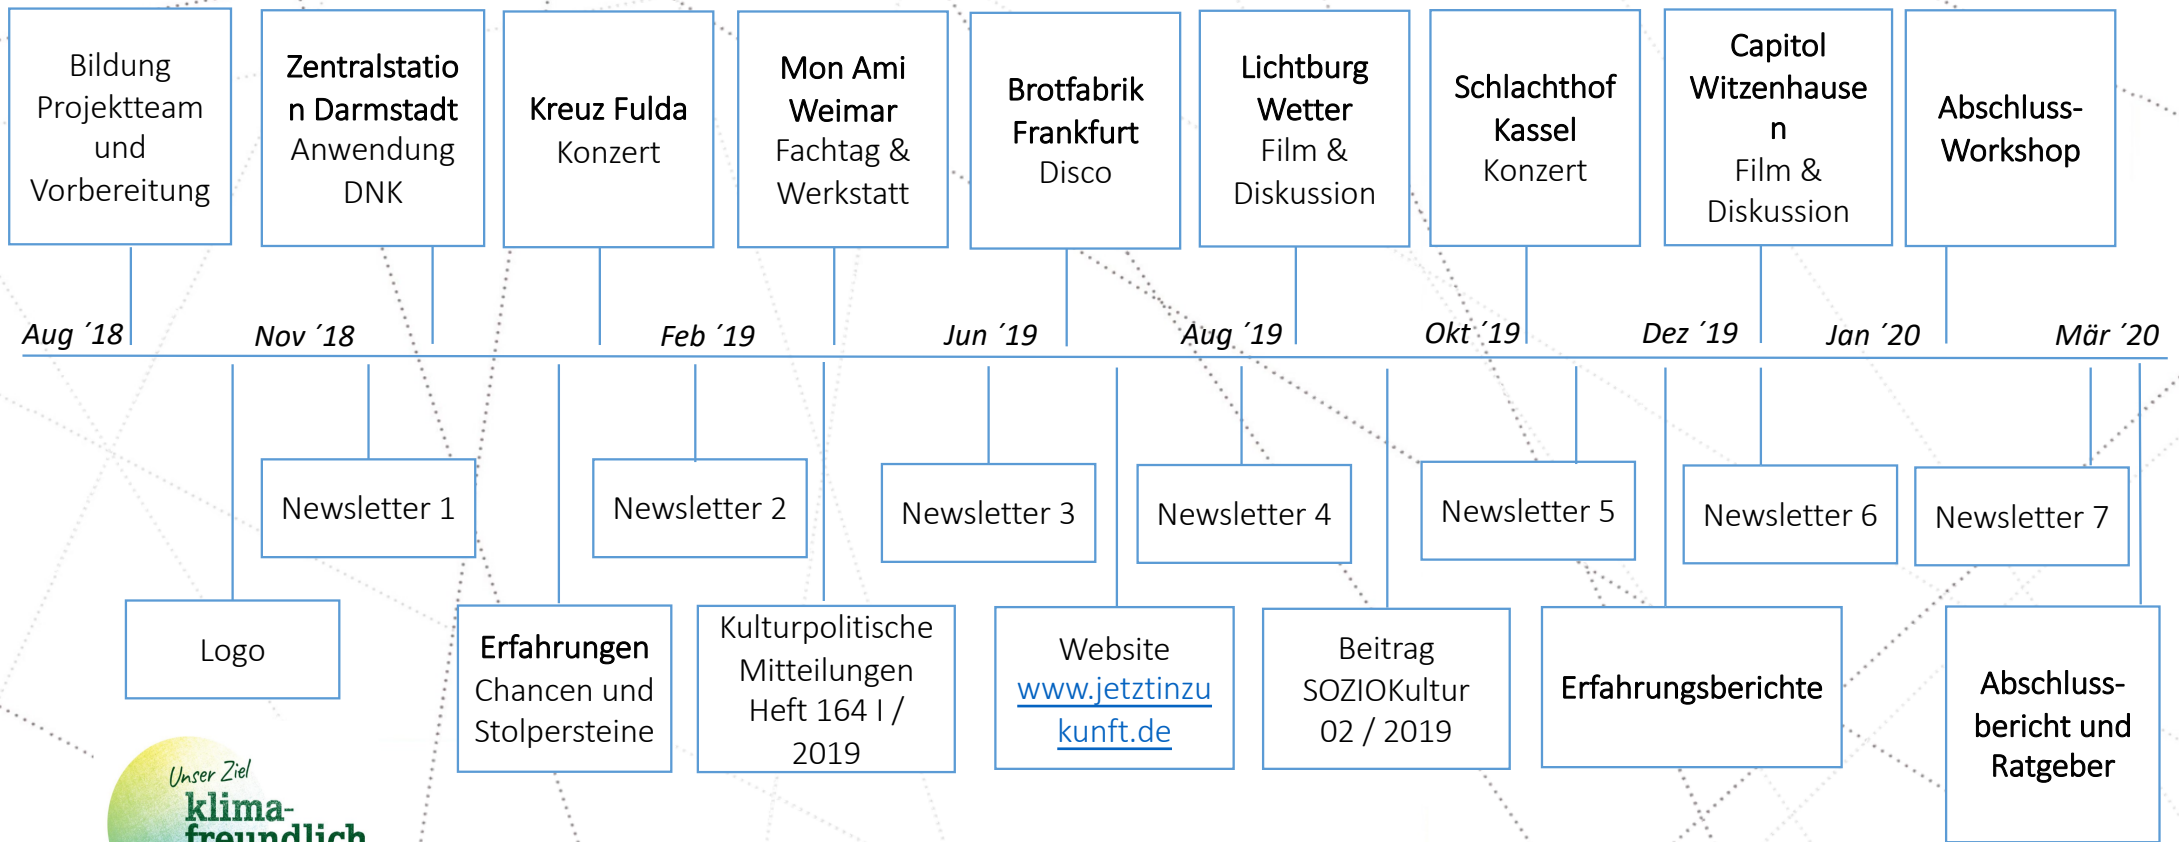 Bildung
Projektteam
und
Vorbereitung
Zentralstatio
n Darmstadt
Anwendung
DNK
Kreuz Fulda
Konzert
Mon Ami
Weimar
Fachtag &
Werkstatt
Brotfabrik
Frankfurt
Disco
Lichtburg
Wetter
Film &
Diskussion
Schlachthof
Kassel
Konzert
Capitol
Witzenhause
n
Film &
Diskussion
Abschluss-
Workshop
Aug ´18
Nov ´18
Feb ´19
Jun ´19
Aug ´19
Okt ´19
Dez ´19
Jan ´20
Mär ´20
Newsletter 1
Newsletter 2
Newsletter 3
Newsletter 4
Newsletter 5
Newsletter 6
Newsletter 7
Logo
Erfahrungen
Chancen und
Stolpersteine
Kulturpolitische
Mitteilungen
Heft 164 I /
2019
Website
www.jetztinzu
kunft.de
Beitrag
SOZIOKultur
02 / 2019
Erfahrungsberichte
Abschluss-
bericht und
Ratgeber
Unser Ziel
klima-
freundlich